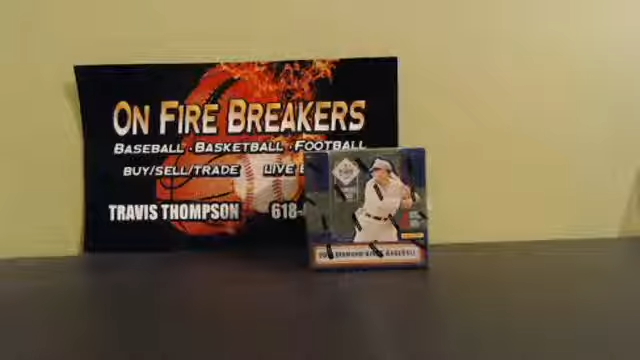 ON FIRE BREAKERS
BASEBALL · BASKETBALL · FOOTBALL
BUY/SELL/TRADE LIVE
TRAVIS THOMPSON 618-
DIAMOND KINGS BASEBALL